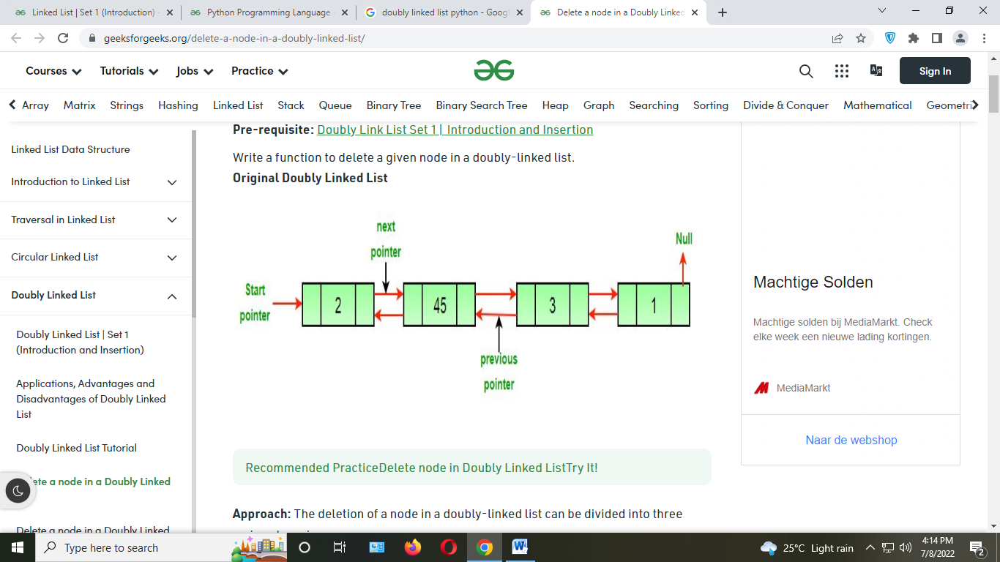 Linked List | Set 1 (Introduction) -
Python Programming Language -
doubly linked list python - Goog
Delete a node in a Doubly Linked
geeksforgeeks.org/delete-a-node-in-a-doubly-linked-list/
Courses
Tutorials
Jobs
Practice
Sign In
Array
Matrix
Strings
Hashing
Linked List
Stack
Queue
Binary Tree
Binary Search Tree
Heap
Graph
Searching
Sorting
Divide & Conquer
Mathematical
Geometri
Linked List Data Structure
Introduction to Linked List
Traversal in Linked List
Circular Linked List
Doubly Linked List
Doubly Linked List | Set 1
(Introduction and Insertion)
Applications, Advantages and
Disadvantages of Doubly Linked
List
Doubly Linked List Tutorial
ete a node in a Doubly Linked
Delete a node in a Doubly Linked
Pre-requisite: Doubly Link List Set 1| Introduction and Insertion
Write a function to delete a given node in a doubly-linked list.
Original Doubly Linked List
next
pointer
Null
Start
pointer
2
45
3
1
previous
pointer
Recommended PracticeDelete node in Doubly Linked ListTry It!
Approach: The deletion of a node in a doubly-linked list can be divided into three
Machtige Solden
Machtige solden bij MediaMarkt. Check
elke week een nieuwe lading kortingen.
MediaMarkt
Naar de webshop
Type here to search
25°C Light rain
4:14 PM
7/8/2022
2